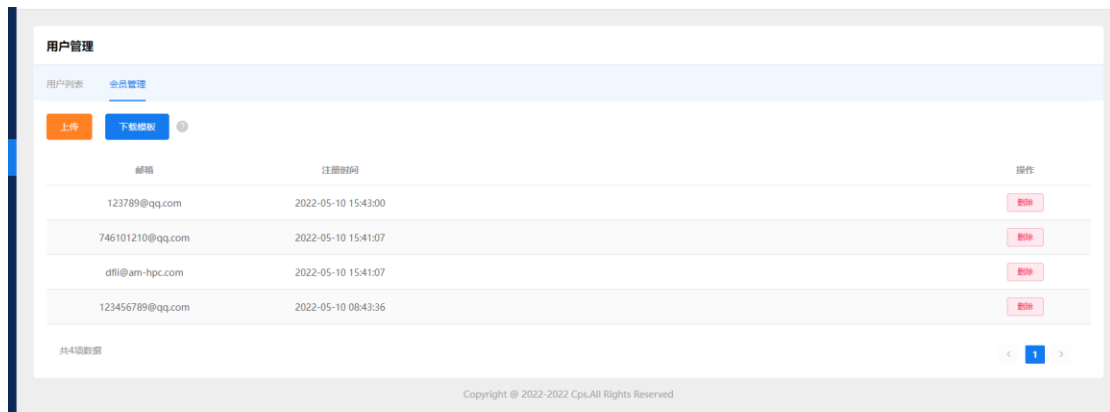 用户管理
用户列表 会员管理
上传 下载模板 ?
邮箱 注册时间 操作
123789@qq.com 2022-05-10 15:43:00 删除
746101210@qq.com 2022-05-10 15:41:07 删除
dfli@am-hpc.com 2022-05-10 15:41:07 删除
123456789@qq.com 2022-05-10 08:43:36 删除
共4项数据 < 1 >
Copyright @ 2022-2022 Cps.All Rights Reserved